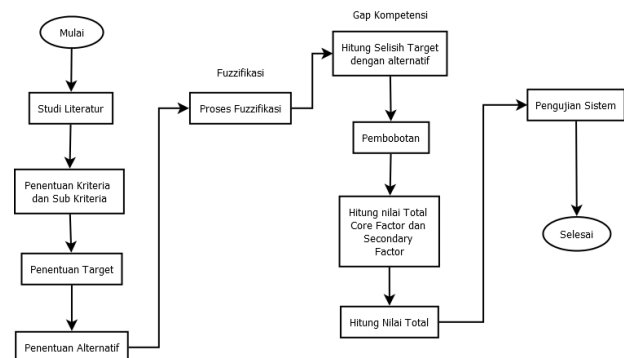 Mulai
Studi Literatur
Penentuan Kriteria
dan Sub Kriteria
Penentuan Target
Penentuan Alternatif
Fuzzifikasi
Proses Fuzzifikasi
Gap Kompetensi
Hitung Selisih Target
dengan alternatif
Pembobotan
Hitung nilai Total
Core Factor dan
Secondary
Factor
Hitung Nilai Total
Pengujian Sistem
Selesai